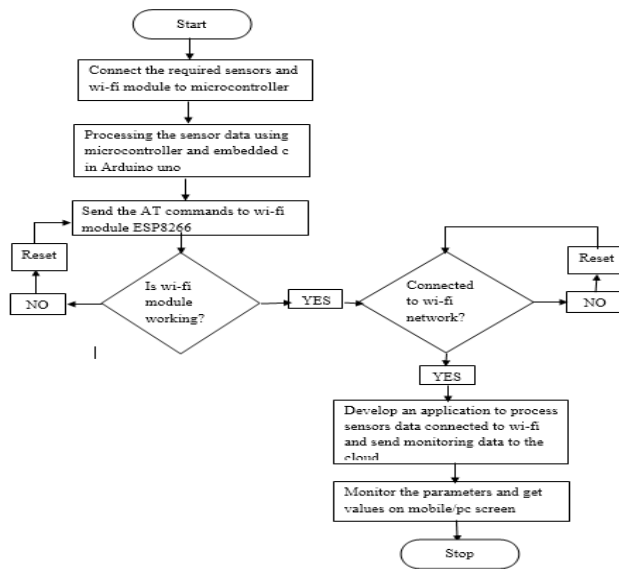 Start
Connect the required sensors and
wi-fi module to microcontroller
Processing the sensor data using
microcontroller and embedded c
in Arduino uno
Send the AT commands to wi-fi
module ESP8266
Reset
NO
Is wi-fi
module
working?
YES
Connected
to wi-fi
network?
Reset
NO
YES
Develop an application to process
sensors data connected to wi-fi
and send monitoring data to the
cloud
Monitor the parameters and get
values on mobile/pc screen
Stop